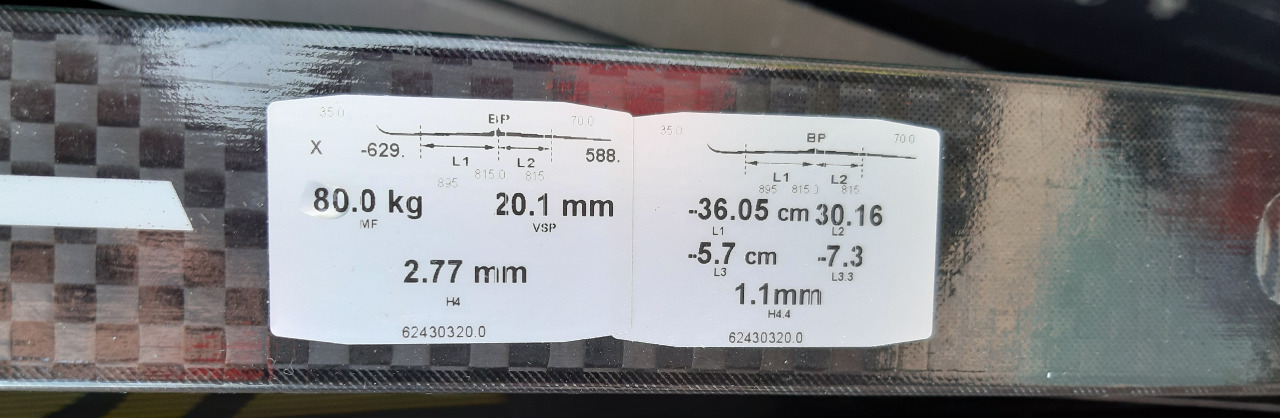 35.0 BP 70.0
X -629. 588.
L1 L2
895 815.0 815
80.0 kg 20.1 mm
MF VSP
2.77 mm
H4
62430320.0
35.0 BP 70.0
L1 L2
895 815.0 815
-36.05 cm 30.16
L1 L2
-5.7 cm -7.3
L3 L3.3
1.1mm
H4.4
62430320.0